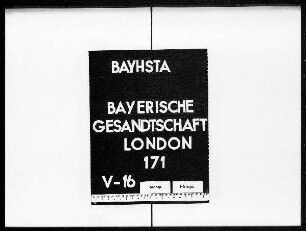 BAYHSTA
BAYERISCHE
GESANDTSCHAFT
LONDON
171
V-16